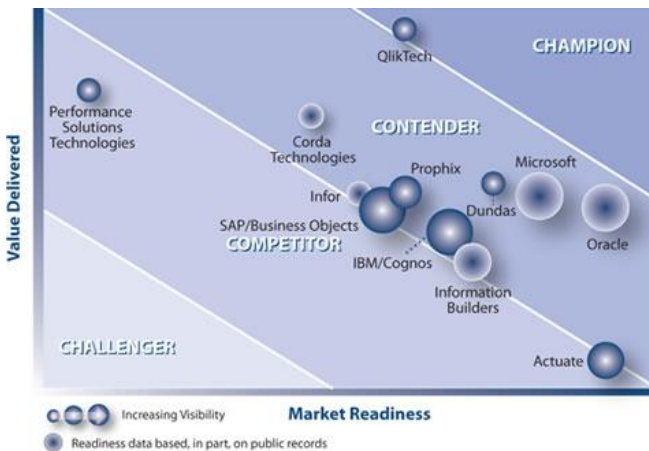 CHAMPION
QlikTech
Performance
Solutions
Technologies
CONTENDER
Corda
Technologies
Microsoft
Prophix
Infor
Dundas
SAP/Business Objects
Oracle
COMPETITOR
IBM/Cognos
Information
Builders
CHALLENGER
Actuate
Value Delivered
Market Readiness
Increasing Visibility
Readiness data based, in part, on public records